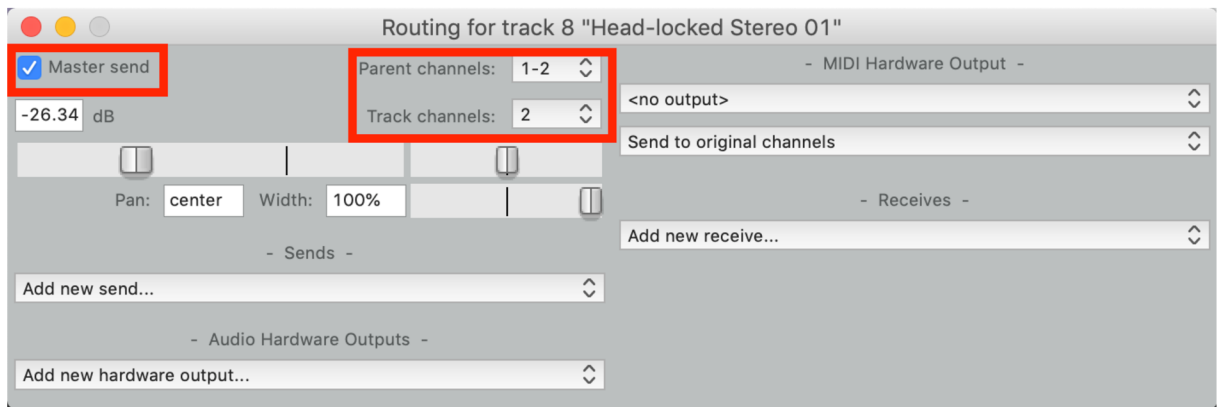 Routing for track 8 "Head-locked Stereo 01"
Master send
Parent channels: 1-2
- MIDI Hardware Output -
-26.34 dB
Track channels: 2
<no output>
Send to original channels
Pan: center Width: 100%
- Receives -
Add new receive...
- Sends -
Add new send...
- Audio Hardware Outputs -
Add new hardware output...